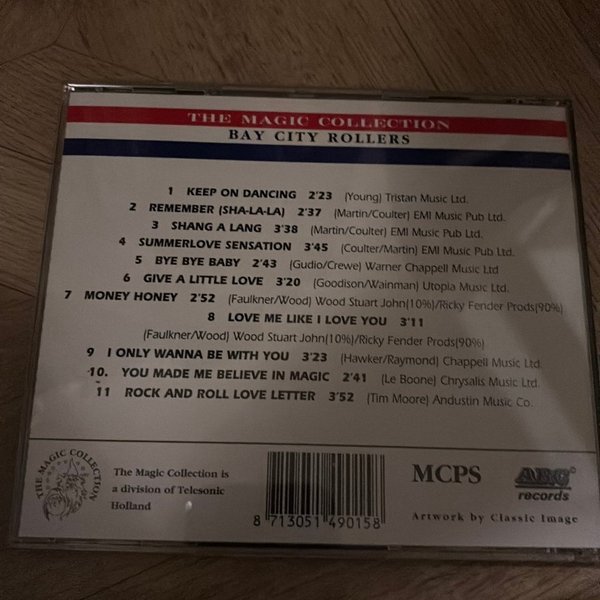 THE MAGIC COLLECTION
BAY CITY ROLLERS
1 KEEP ON DANCING 2'23 (Young) Tristan Music Ltd.
2 REMEMBER (SHA-LA-LA) 2'37 (Martin/Coulter) EMI Music Pub Ltd.
3 SHANG A LANG 3'38 (Martin/Coulter) EMI Music Pub Ltd.
4 SUMMERLOVE SENSATION 3'45 (Coulter/Martin) EMI Music Pub Ltd.
5 BYE BYE BABY 2'43 (Gudio/Crewe) Warner Chappell Music Ltd
6 GIVE A LITTLE LOVE 3'20 (Goodison/Wainman) Utopia Music Ltd.
7 MONEY HONEY 2'52 (Faulkner/Wood) Wood Stuart John(10%)/Ricky Fender Prods(90%)
8 LOVE ME LIKE I LOVE YOU 3'11
(Faulkner/Wood) Wood Stuart John(10%)/Ricky Fender Prods(90%)
9 I ONLY WANNA BE WITH YOU 3'23 (Hawker/Raymond) Chappell Music Ltd.
10. YOU MADE ME BELIEVE IN MAGIC 2'41 (Le Boone) Chrysalis Music Ltd.
11 ROCK AND ROLL LOVE LETTER 3'52 (Tim Moore) Andustin Music Co.
THE MAGIC COLLECTION
The Magic Collection is
a division of Telesonic
Holland
8 713051 490158
MCPS
ARC
records
Artwork by Classic Image